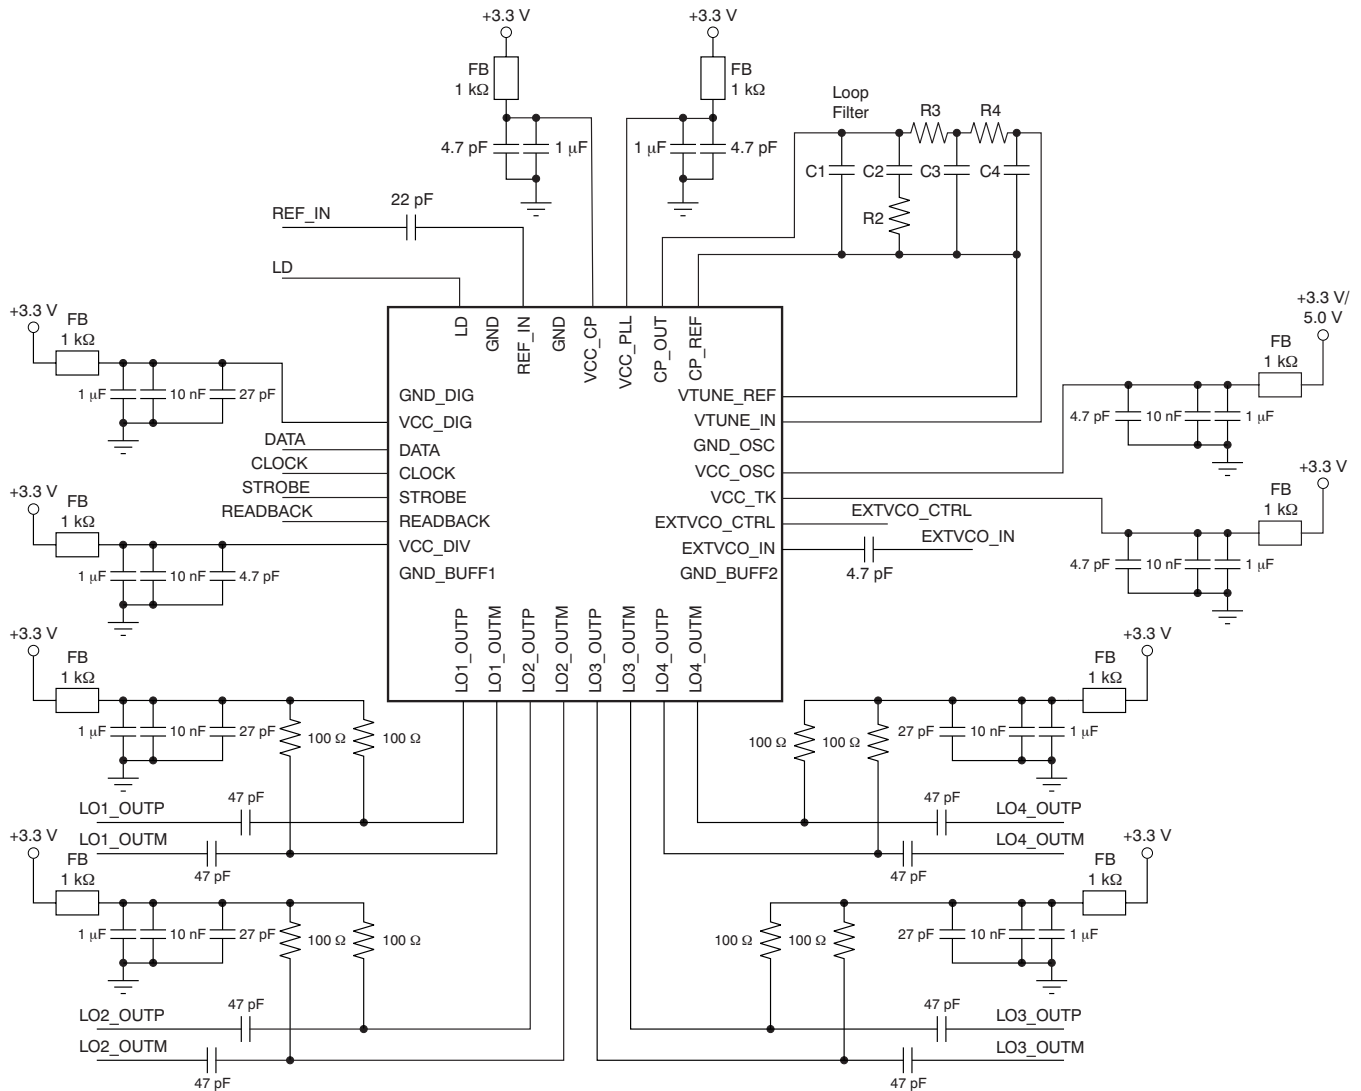 +3.3 V
+3.3 V
FB
1 kΩ
FB
1 kΩ
4.7 pF
1 μF
1 μF
4.7 pF
Loop
Filter
R3
R4
C1
C2
C3
C4
R2
22 pF
REF_IN
LD
+3.3 V
FB
1 kΩ
1 μF
10 nF
27 pF
DATA
CLOCK
STROBE
READBACK
+3.3 V
FB
1 kΩ
1 μF
10 nF
4.7 pF
LD
GND
REF_IN
GND
VCC_CP
VCC_PLL
CP_OUT
CP_REF
GND_DIG
VCC_DIG
DATA
CLOCK
STROBE
READBACK
VCC_DIV
GND_BUFF1
VTUNE_REF
VTUNE_IN
GND_OSC
VCC_OSC
VCC_TK
EXTVCO_CTRL
EXTVCO_IN
GND_BUFF2
LO1_OUTP
LO1_OUTM
LO2_OUTP
LO2_OUTM
LO3_OUTP
LO3_OUTM
LO4_OUTP
LO4_OUTM
+3.3 V/
5.0 V
FB
1 kΩ
4.7 pF
10 nF
1 μF
+3.3 V
FB
1 kΩ
EXTVCO_CTRL
EXTVCO_IN
4.7 pF
4.7 pF
10 nF
1 μF
+3.3 V
FB
1 kΩ
1 μF
10 nF
27 pF
100 Ω
100 Ω
47 pF
LO1_OUTP
LO1_OUTM
47 pF
+3.3 V
FB
1 kΩ
100 Ω
100 Ω
27 pF
10 nF
1 μF
47 pF
LO4_OUTP
LO4_OUTM
47 pF
+3.3 V
FB
1 kΩ
1 μF
10 nF
27 pF
100 Ω
100 Ω
47 pF
LO2_OUTP
LO2_OUTM
47 pF
+3.3 V
FB
1 kΩ
100 Ω
100 Ω
27 pF
10 nF
1 μF
47 pF
LO3_OUTP
LO3_OUTM
47 pF